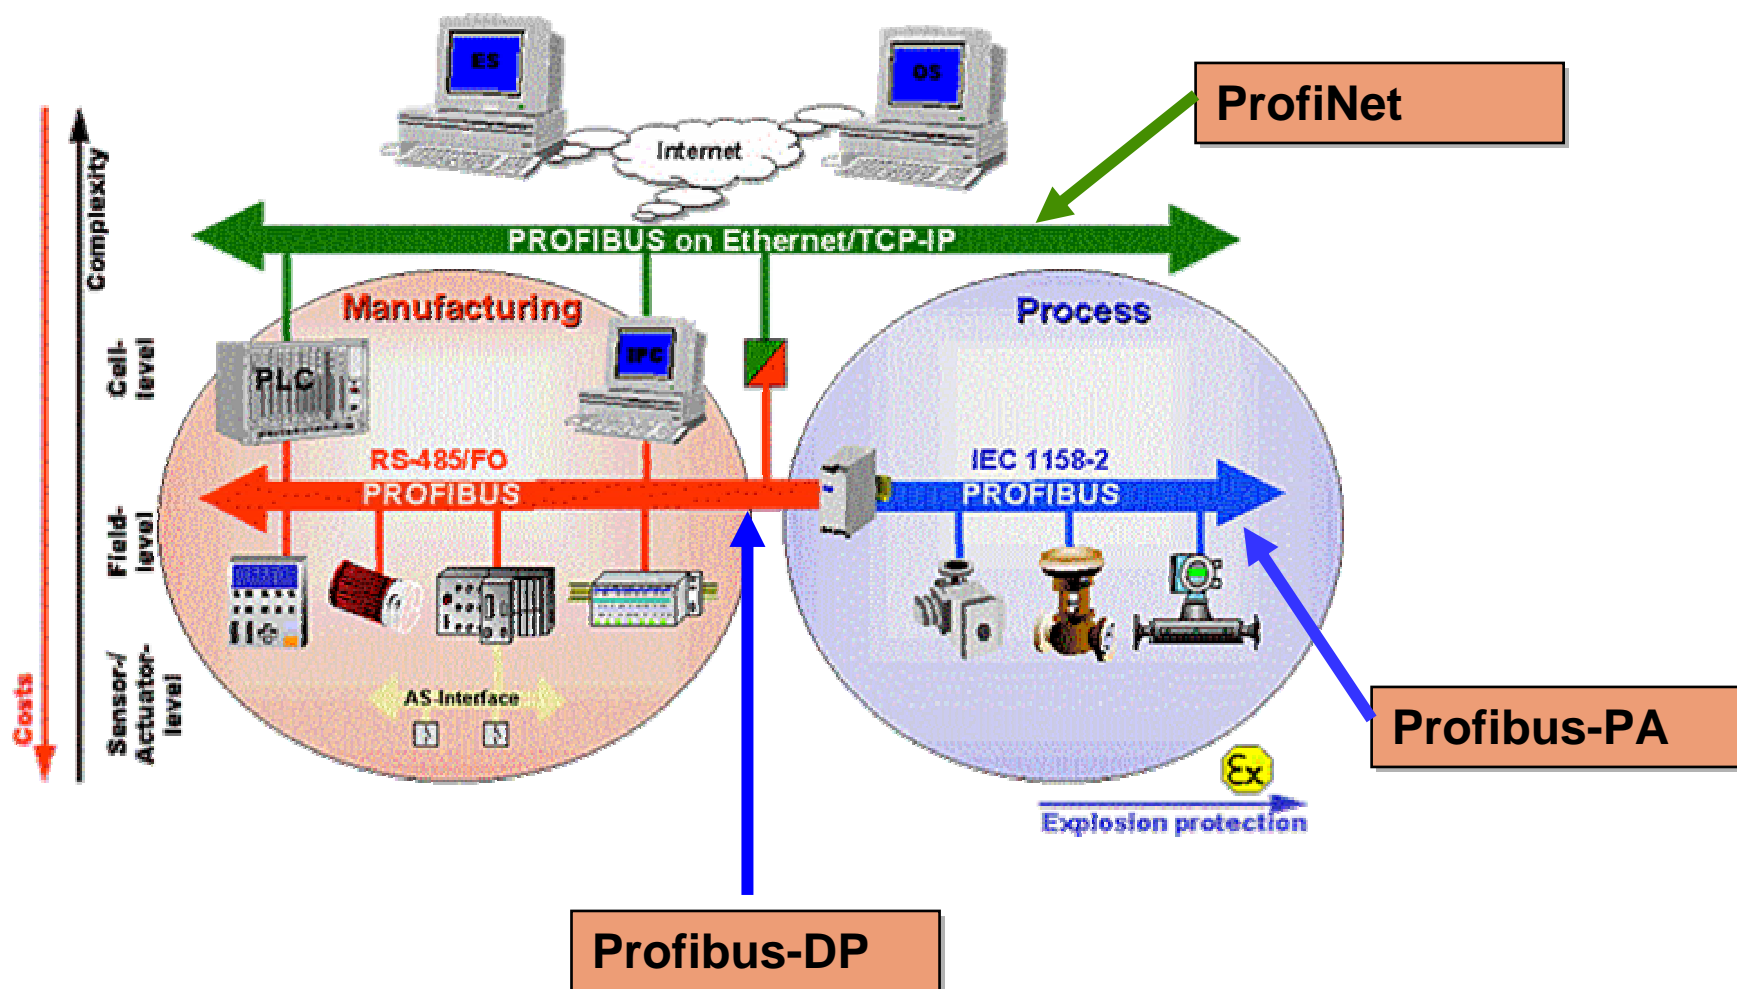 ES
OS
ProfiNet
Internet
Complexity
PROFIBUS on Ethernet/TCP-IP
Manufacturing
Process
Cell-
level
PLC
IPC
RS-485/FO
IEC 1158-2
PROFIBUS
PROFIBUS
Field-
level
Sensor-/
Actuator-
level
AS-Interface
Costs
Profibus-PA
Ex
Explosion protection
Profibus-DP